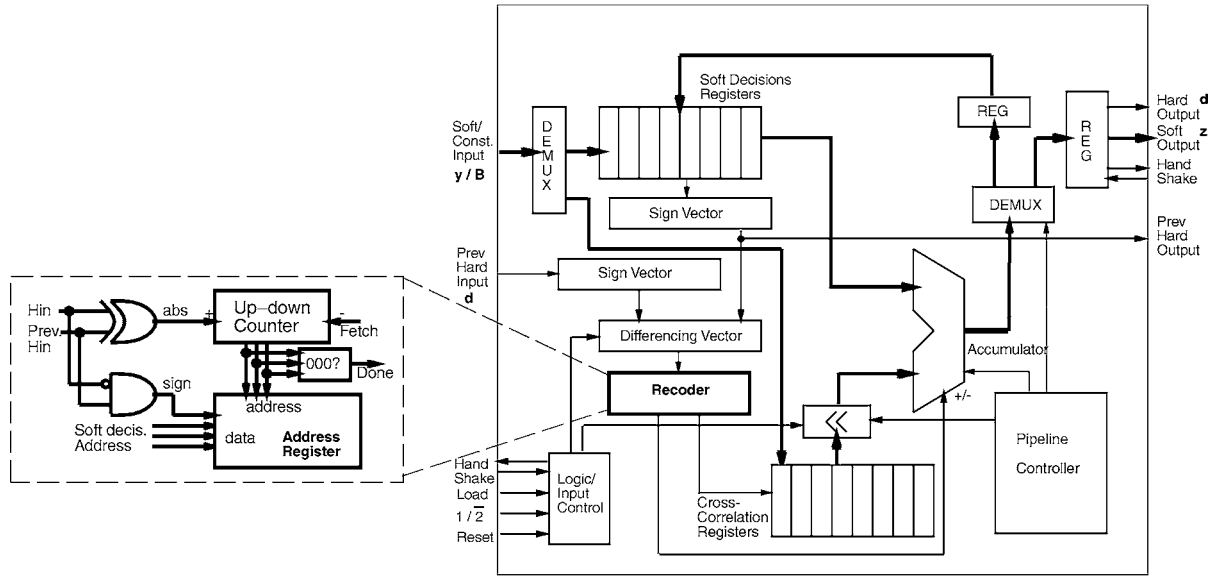 Soft Decisions
Registers
REG
Hard d
Output
Soft z
Output
Hand
Shake
R
E
G
Soft/
Const.
Input
y / B
D
E
M
U
X
DEMUX
Sign Vector
Prev
Hard
Output
Prev
Hard
Input
d
Sign Vector
Differencing Vector
Accumulator
Recoder
+/-
<<
Pipeline
Controller
Hand
Shake
Load
1 / 2
Reset
Logic/
Input
Control
Cross-
Correlation
Registers
Hin
Prev.
Hin
abs
+
Up-down
Counter
-
Fetch
000?
Done
sign
address
Soft decis.
Address
data
Address
Register